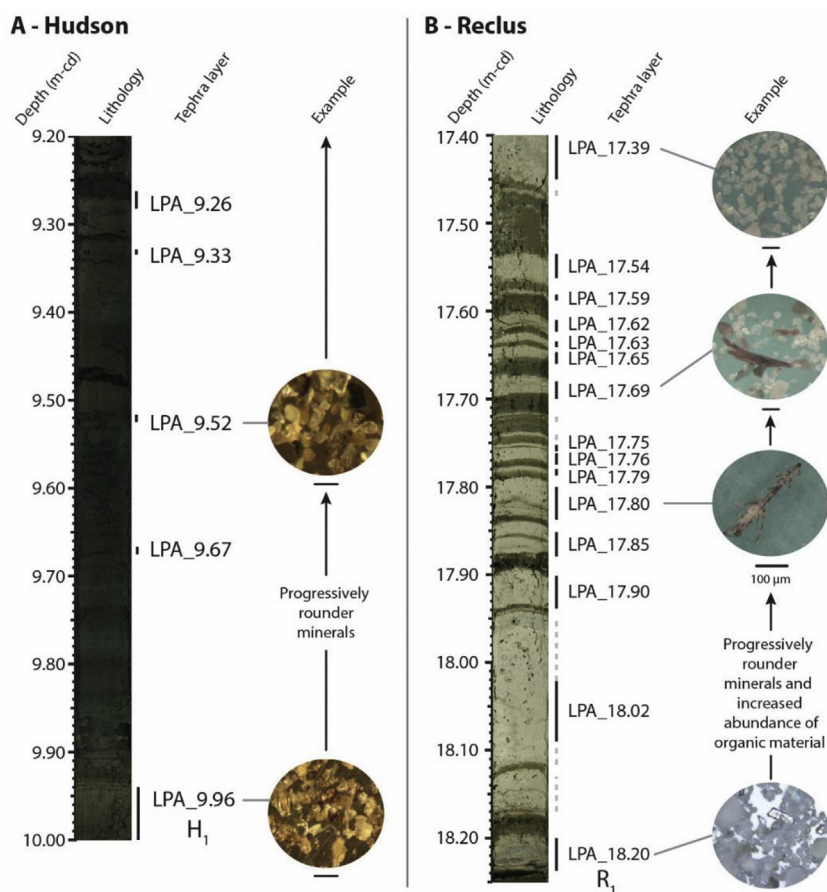 A - Hudson
Depth (m-cd)
Lithology
Tephra layer
Example
9.20
9.30
9.40
9.50
9.60
9.70
9.80
9.90
10.00
LPA_9.26
LPA_9.33
LPA_9.52
LPA_9.67
LPA_9.96
H1
Progressively
rounder
minerals
B - Reclus
Depth (m-cd)
Lithology
Tephra layer
Example
17.40
17.50
17.60
17.70
17.80
17.90
18.00
18.10
18.20
LPA_17.39
LPA_17.54
LPA_17.59
LPA_17.62
LPA_17.63
LPA_17.65
LPA_17.69
LPA_17.75
LPA_17.76
LPA_17.79
LPA_17.80
LPA_17.85
LPA_17.90
LPA_18.02
LPA_18.20
R1
100 µm
Progressively
rounder
minerals and
increased
abundance of
organic material